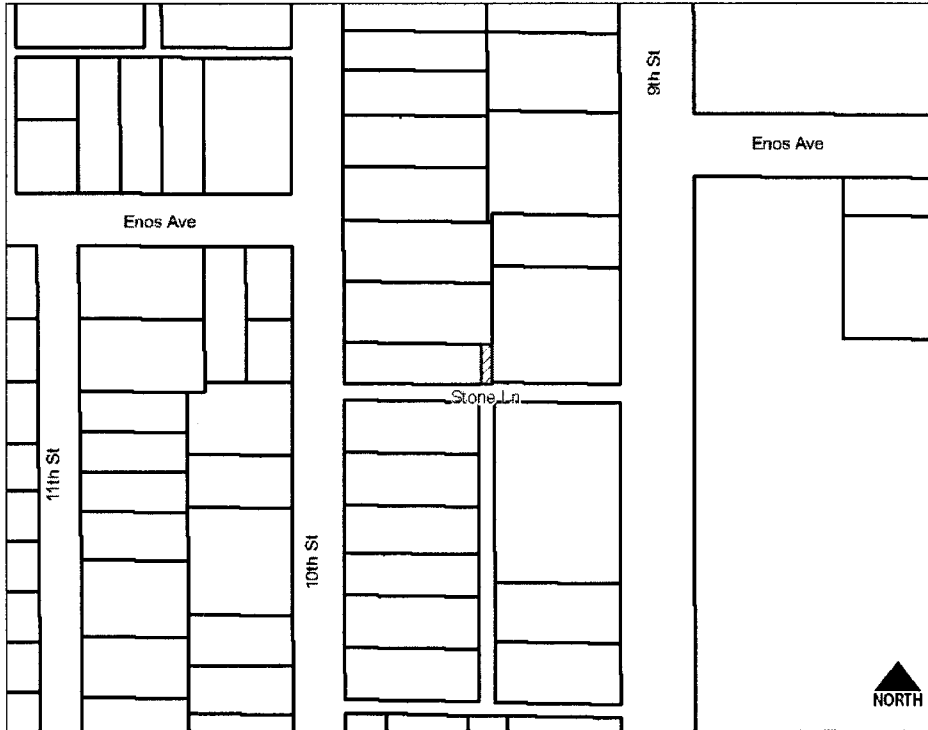 9th St
Enos Ave
Enos Ave
Stone Ln
11th St
10th St
NORTH